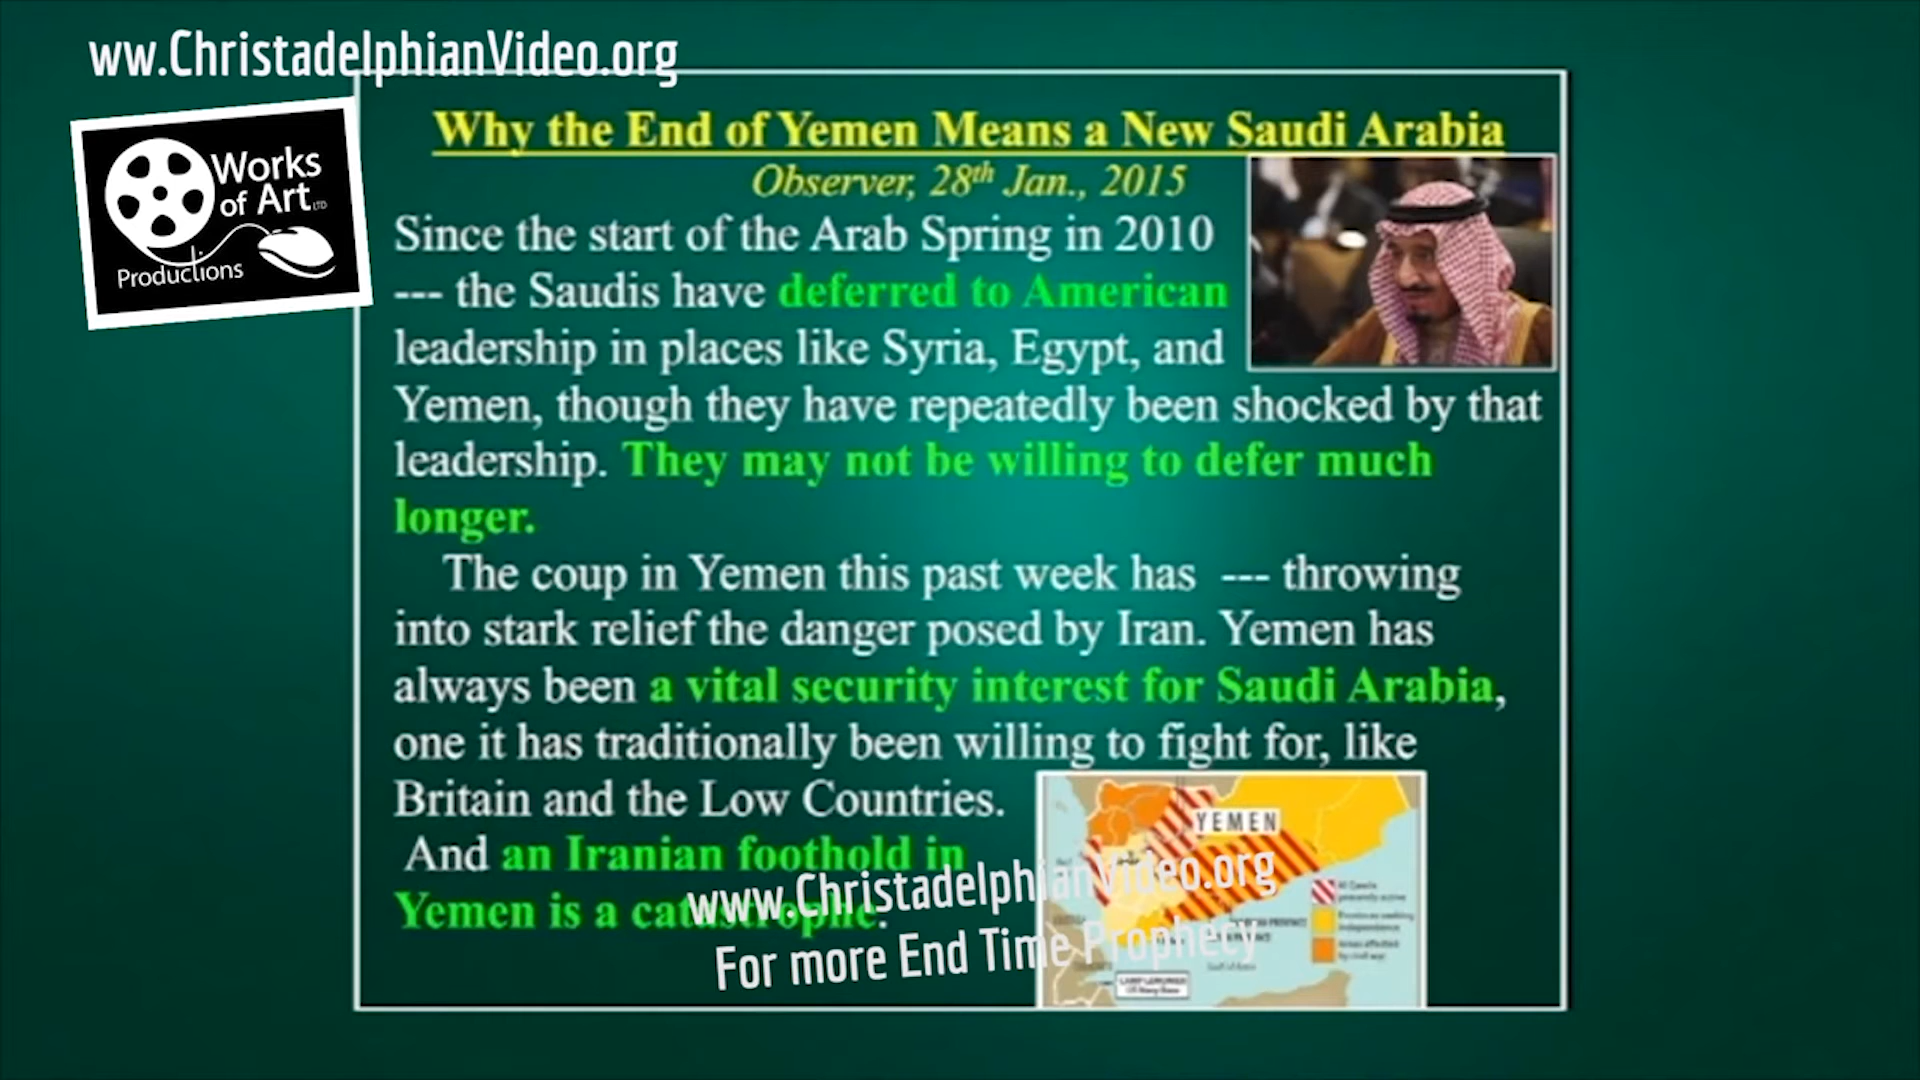 ww.ChristadelphianVideo.org
Works
of Art LTD
Productions
Why the End of Yemen Means a New Saudi Arabia
Observer, 28th Jan., 2015
Since the start of the Arab Spring in 2010
--- the Saudis have deferred to American
leadership in places like Syria, Egypt, and
Yemen, though they have repeatedly been shocked by that
leadership. They may not be willing to defer much
longer.
The coup in Yemen this past week has --- throwing
into stark relief the danger posed by Iran. Yemen has
always been a vital security interest for Saudi Arabia,
one it has traditionally been willing to fight for, like
Britain and the Low Countries.
And an Iranian foothold in
Yemen is a catastrophe.
YEMEN
www.ChristadelphianVideo.org
For more End Time Prophecy